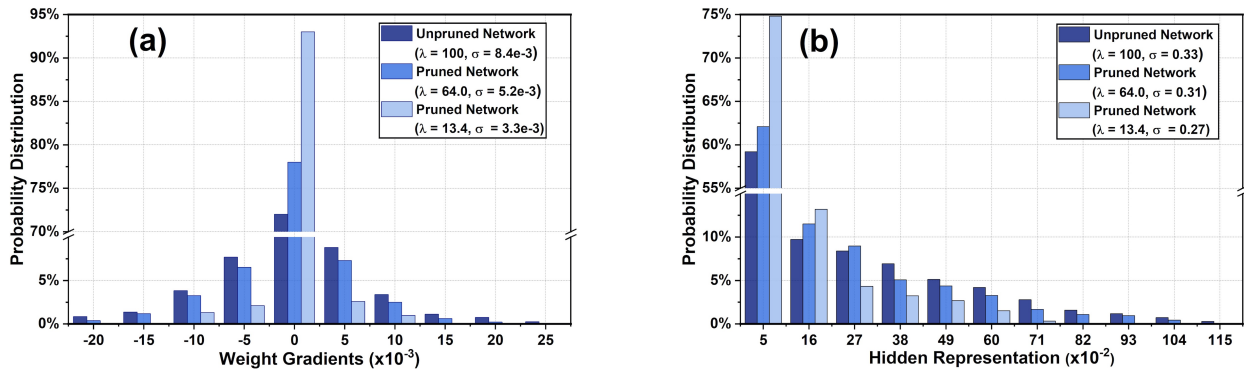 (a)
Probability Distribution
95%
90%
85%
80%
75%
70%
5%
0%
Unpruned Network
(λ = 100, σ = 8.4e-3)
Pruned Network
(λ = 64.0, σ = 5.2e-3)
Pruned Network
(λ = 13.4, σ = 3.3e-3)
-20 -15 -10 -5 0 5 10 15 20 25
Weight Gradients (x10-3)
(b)
Probability Distribution
75%
70%
65%
60%
55%
10%
5%
0%
Unpruned Network
(λ = 100, σ = 0.33)
Pruned Network
(λ = 64.0, σ = 0.31)
Pruned Network
(λ = 13.4, σ = 0.27)
5 16 27 38 49 60 71 82 93 104 115
Hidden Representation (x10-2)